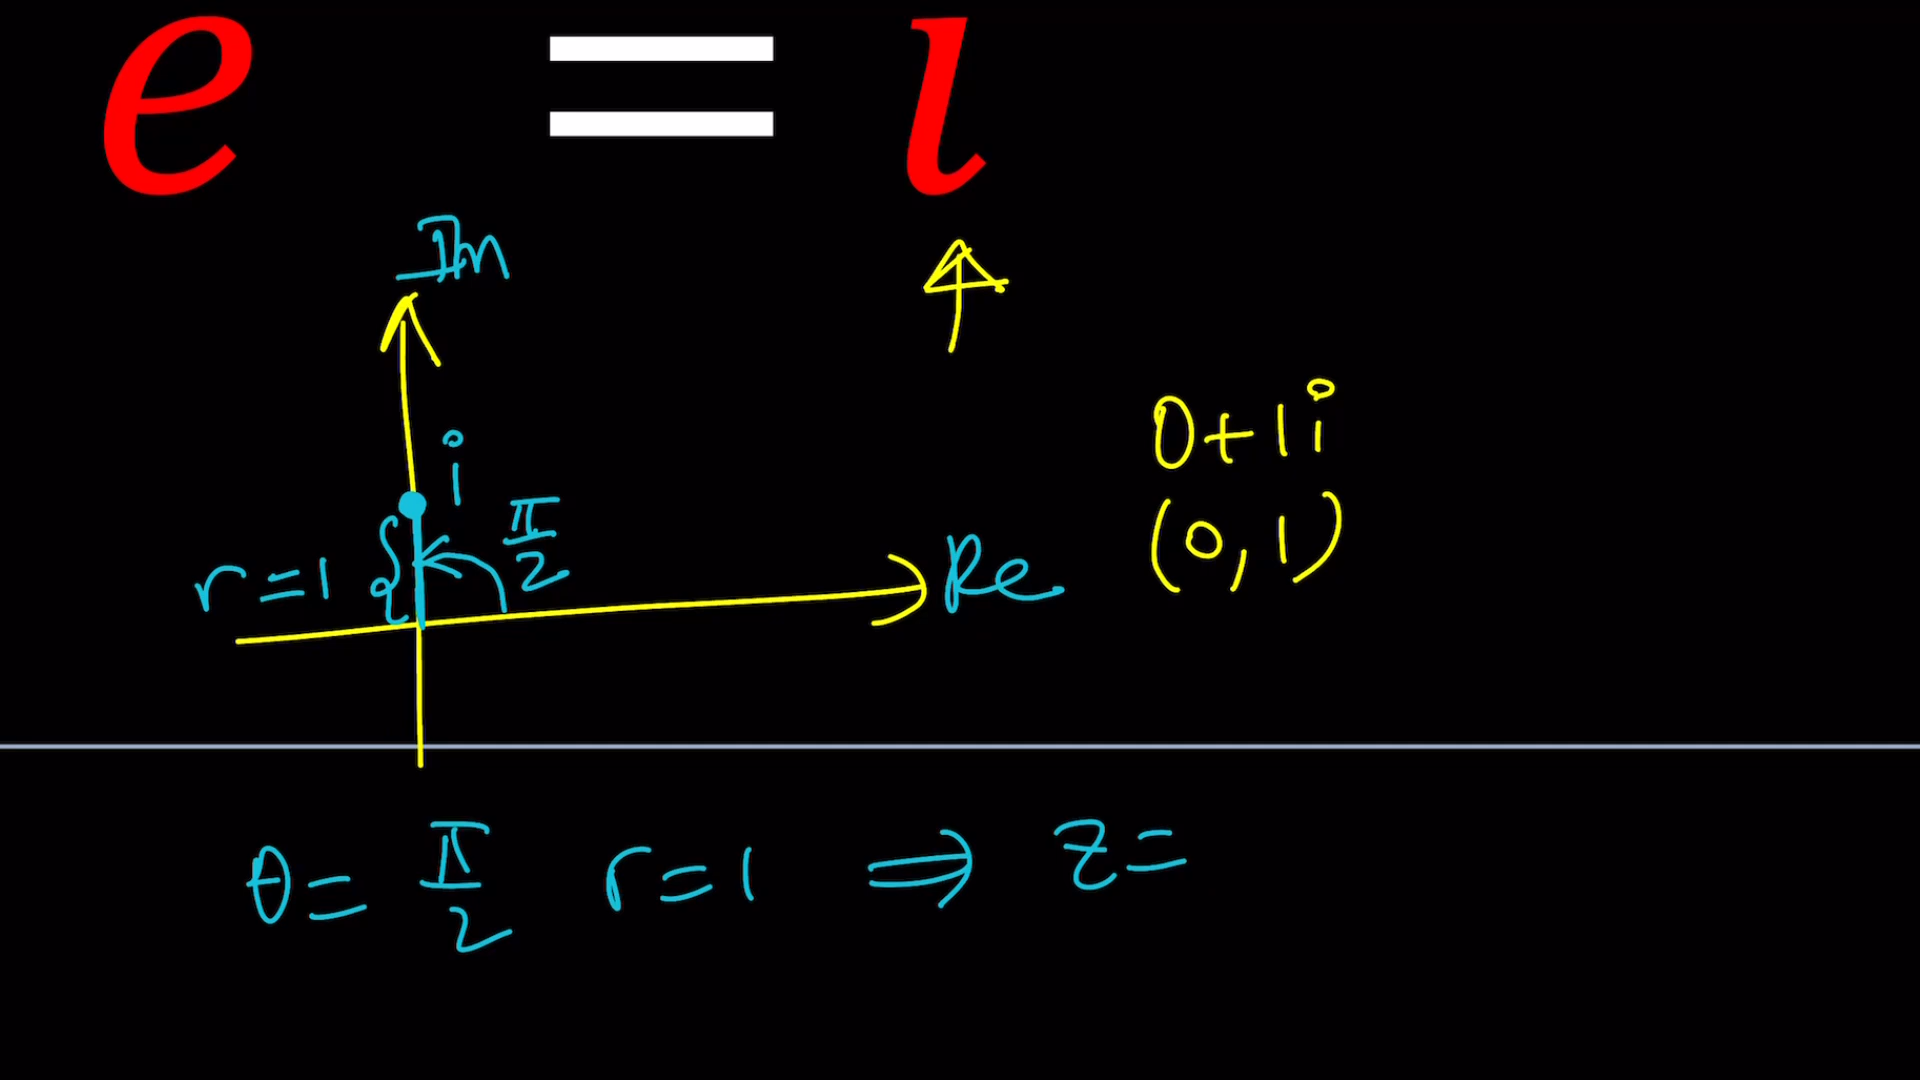 e = i
Im
i
π/2
r=1
Re
0+1i
(0,1)
θ= π/2 r=1 ⇒ z=